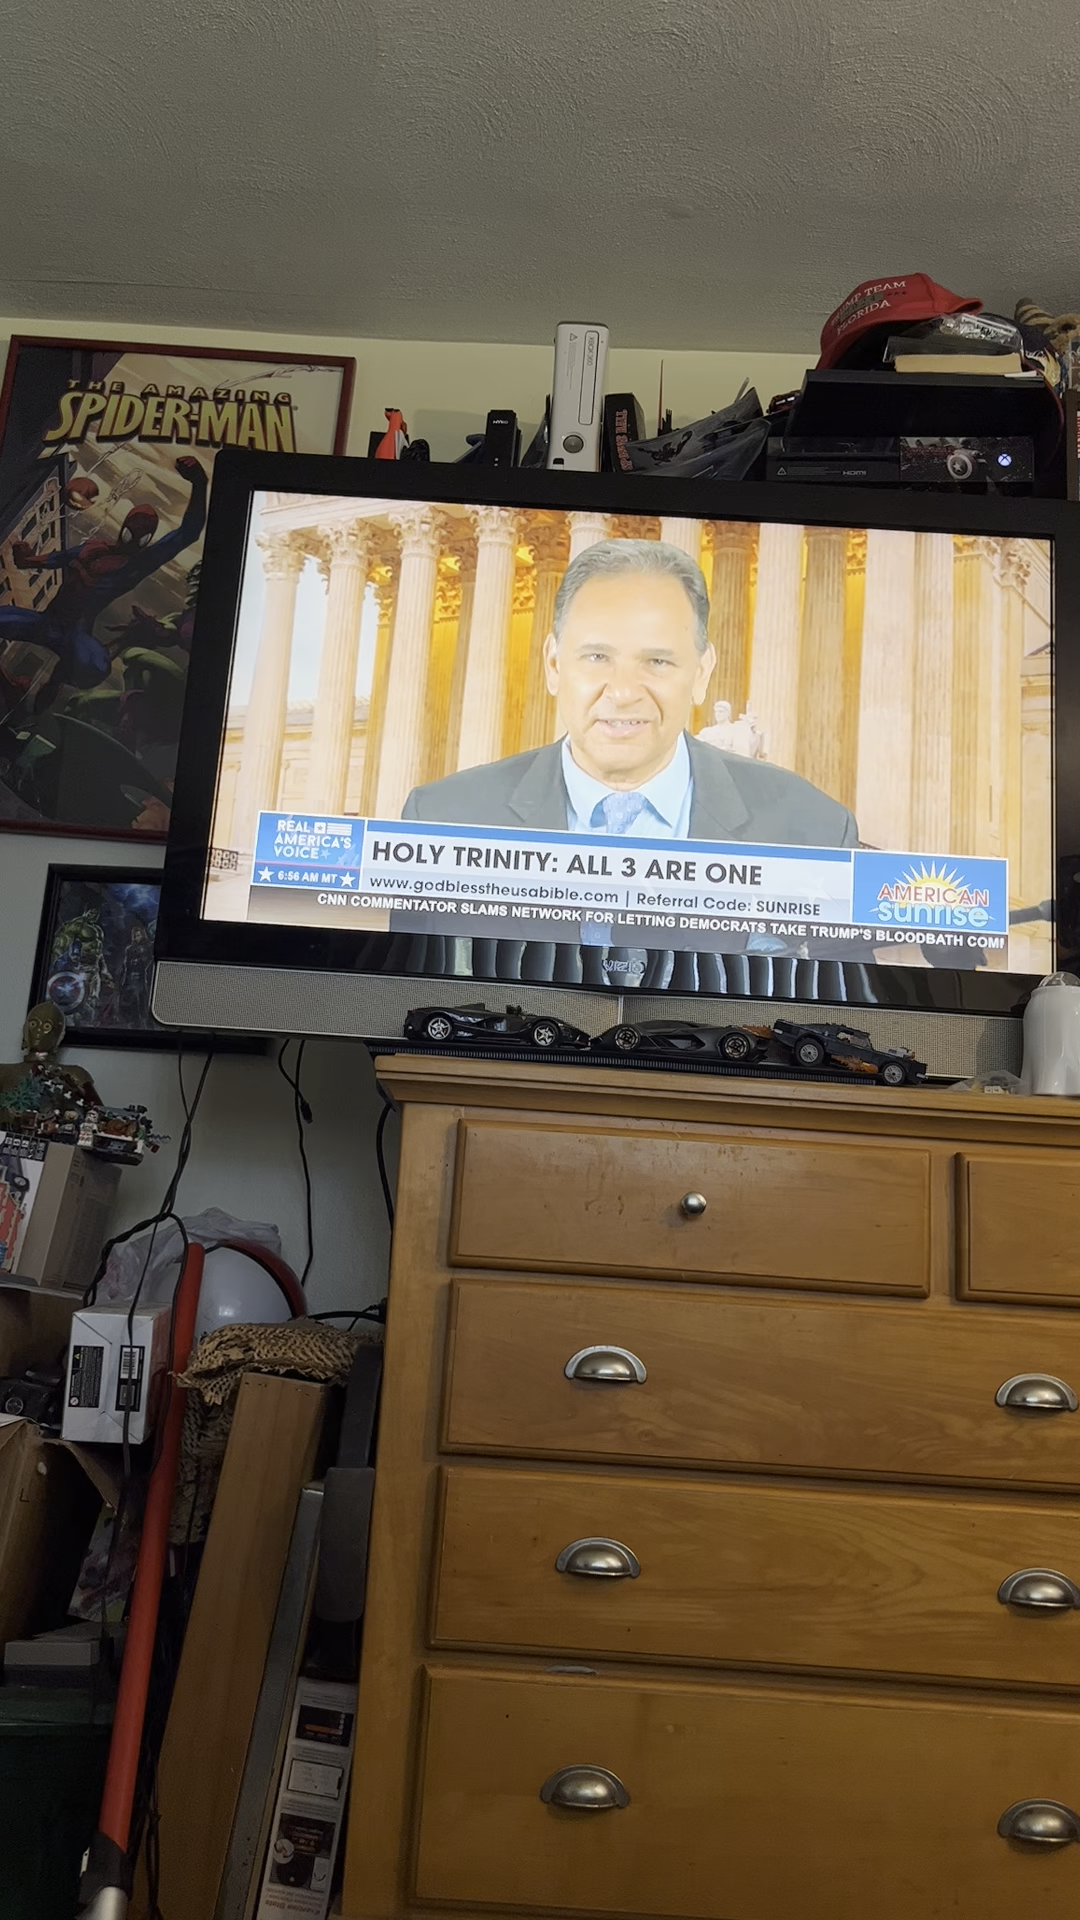 TRUMP TEAM
FLORIDA
XBOX360
THE AMAZING
SPIDER-MAN
HDMI
REAL
AMERICA'S
VOICE
6:56 AM MT
HOLY TRINITY: ALL 3 ARE ONE
www.godblesstheusabible.com | Referral Code: SUNRISE
AMERICAN
sunrise
CNN COMMENTATOR SLAMS NETWORK FOR LETTING DEMOCRATS TAKE TRUMP'S BLOODBATH COM
VIZIO